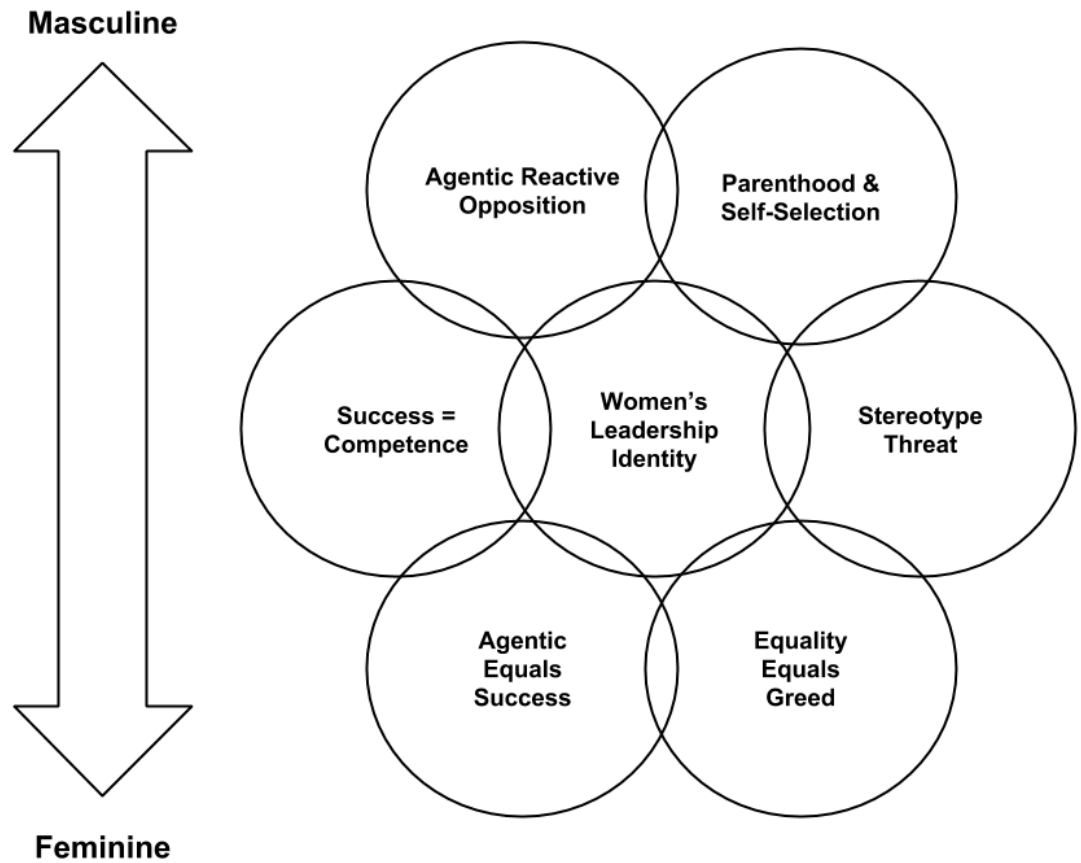 Masculine
Agentic Reactive
Opposition
Parenthood &
Self-Selection
Success =
Competence
Women’s
Leadership
Identity
Stereotype
Threat
Agentic
Equals
Success
Equality
Equals
Greed
Feminine